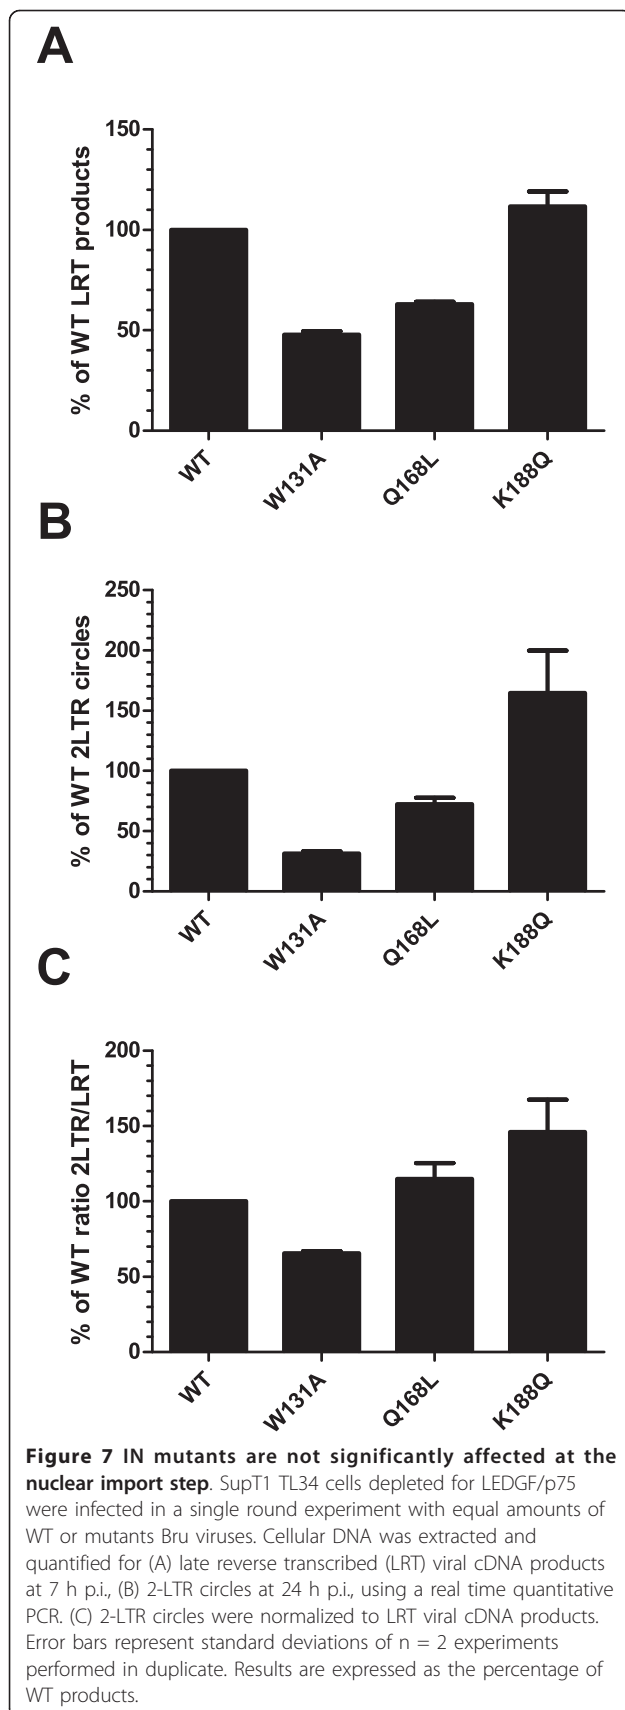 A
% of WT LRT products
150
100
50
0
WT
W131A
Q168L
K188Q
B
% of WT 2LTR circles
250
200
150
100
50
0
WT
W131A
Q168L
K188Q
C
% of WT ratio 2LTR/LRT
200
150
100
50
0
WT
W131A
Q168L
K188Q
Figure 7 IN mutants are not significantly affected at the
nuclear import step. SupT1 TL34 cells depleted for LEDGF/p75
were infected in a single round experiment with equal amounts of
WT or mutants Bru viruses. Cellular DNA was extracted and
quantified for (A) late reverse transcribed (LRT) viral cDNA products
at 7 h p.i., (B) 2-LTR circles at 24 h p.i., using a real time quantitative
PCR. (C) 2-LTR circles were normalized to LRT viral cDNA products.
Error bars represent standard deviations of n = 2 experiments
performed in duplicate. Results are expressed as the percentage of
WT products.